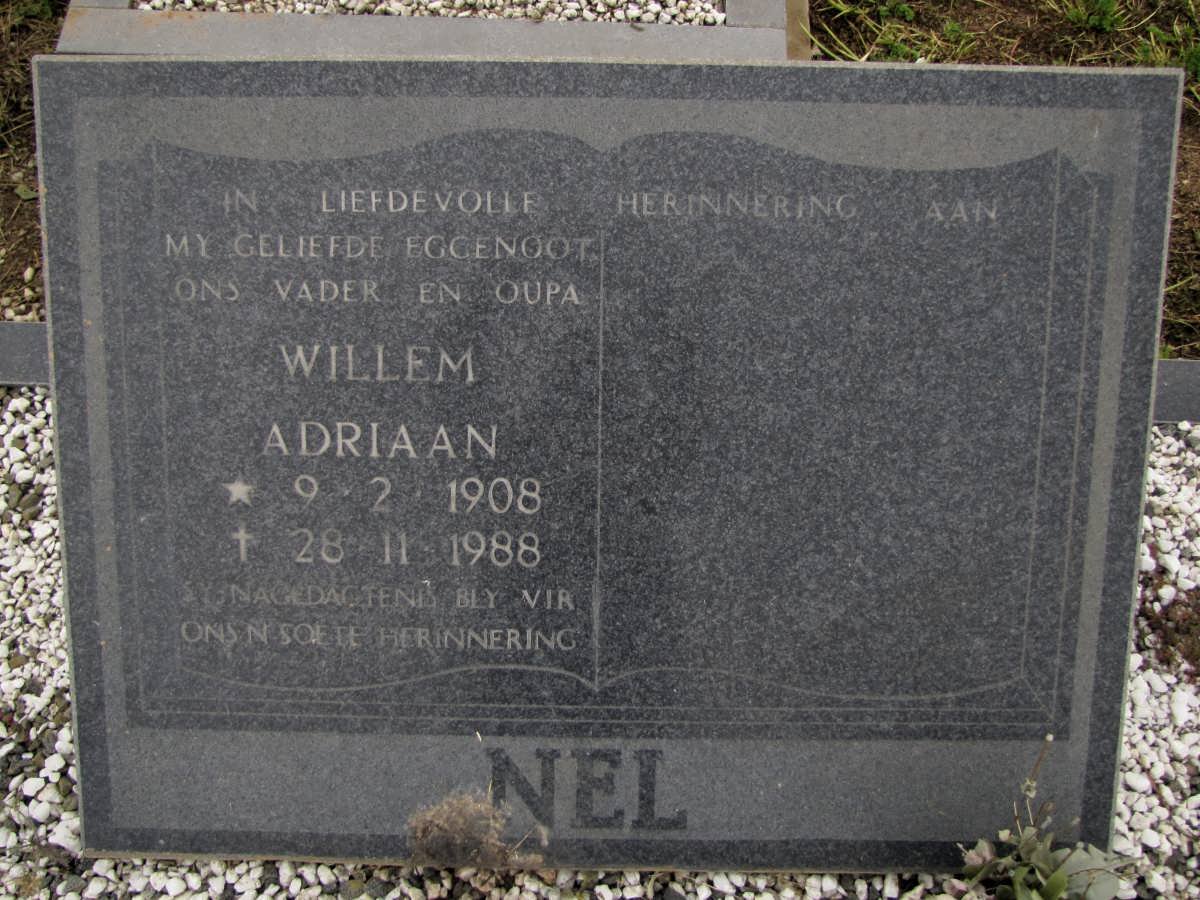 IN LIEFDEVOLLE HERINNERING AAN
MY GELIEFDE EGGENOOT
ONS VADER EN OUPA
WILLEM
ADRIAAN
★ 9 · 2 · 1908
† 28 · 11 · 1988
SY NAGEDAGTENIS BLY VIR
ONS N SOETE HERINNERING
NEL